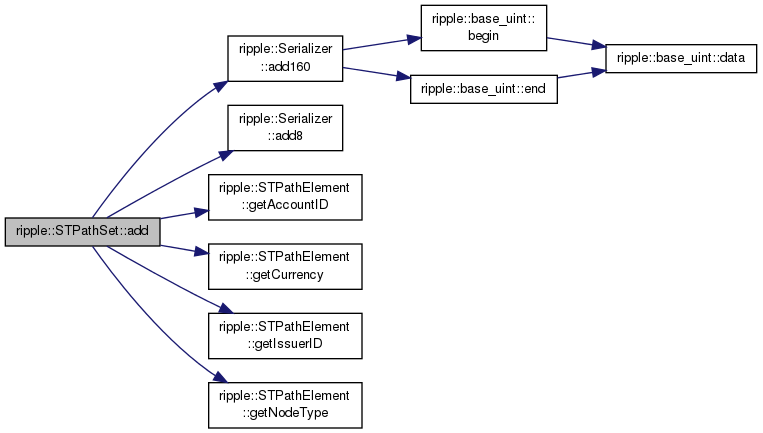 ripple::STPathSet::add
ripple::Serializer
::add160
ripple::base_uint::
begin
ripple::base_uint::end
ripple::base_uint::data
ripple::Serializer
::add8
ripple::STPathElement
::getAccountID
ripple::STPathElement
::getCurrency
ripple::STPathElement
::getIssuerID
ripple::STPathElement
::getNodeType